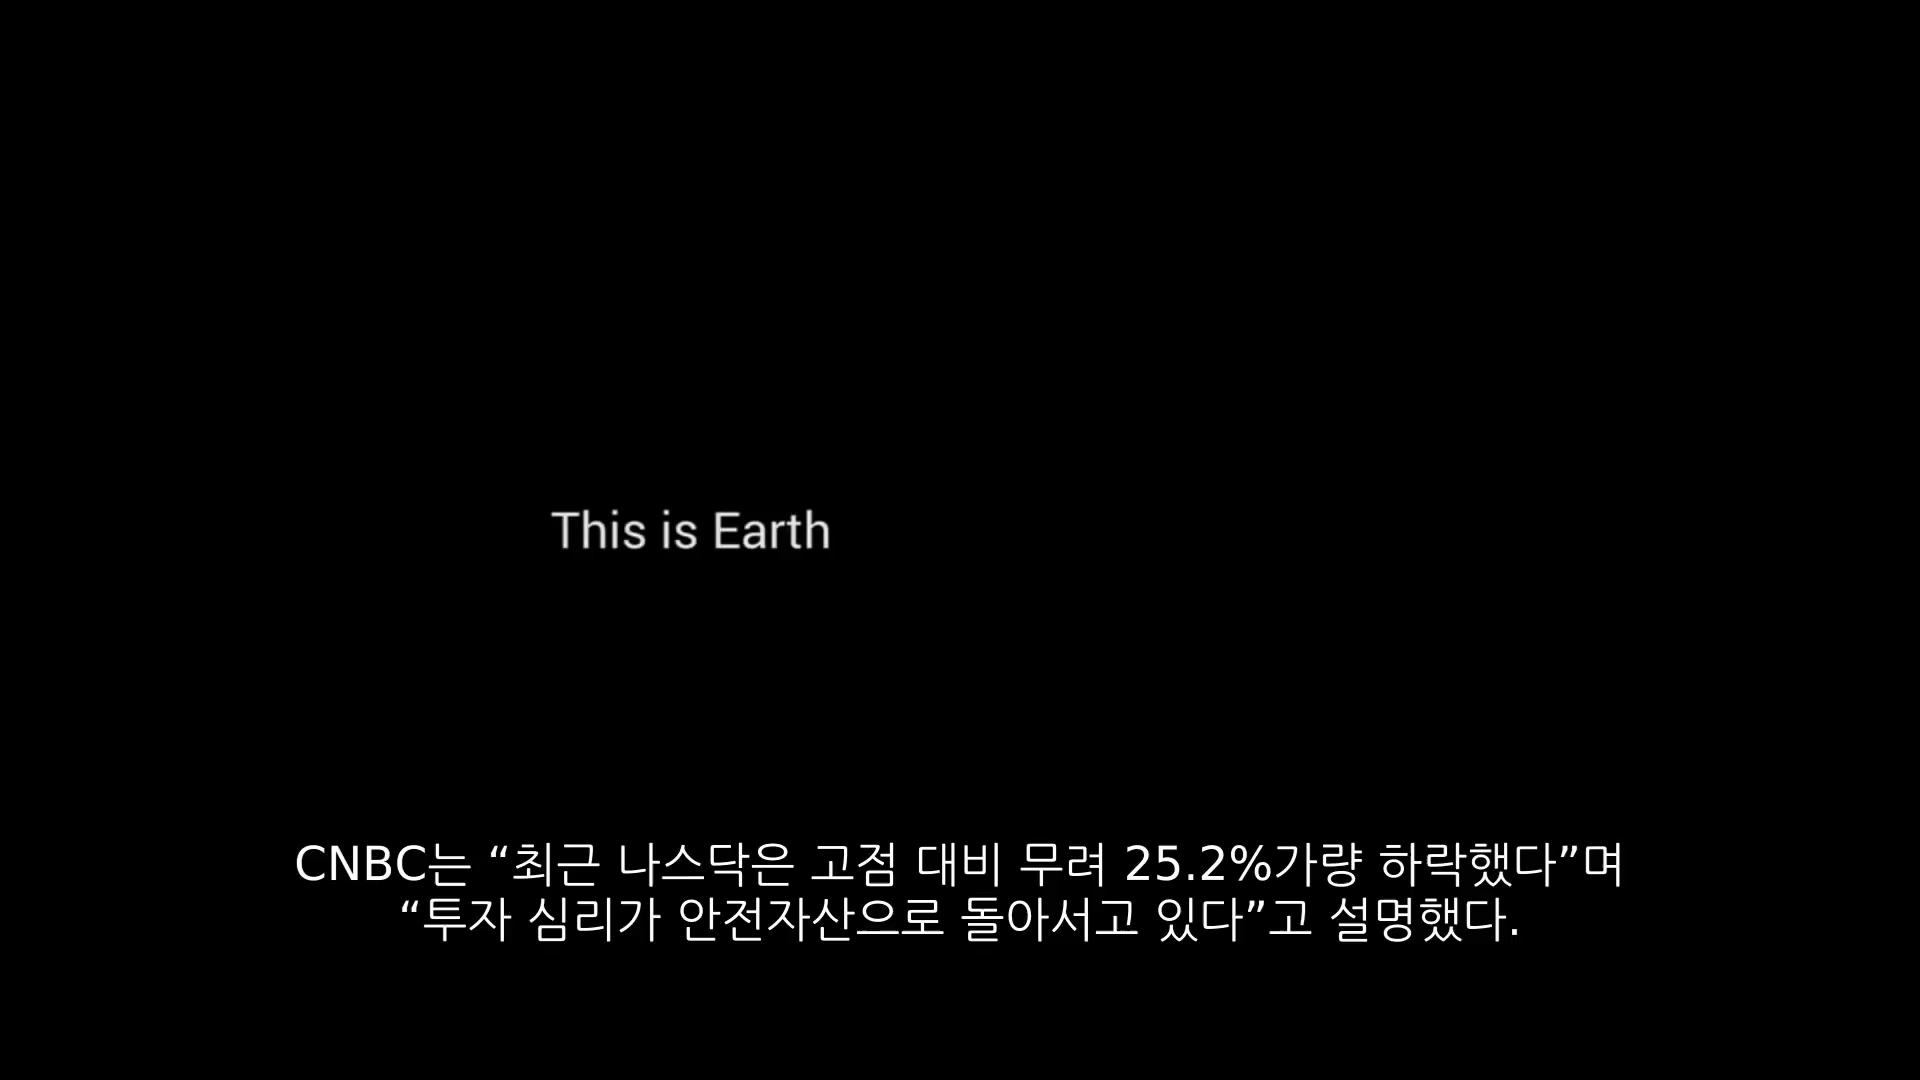 This is Earth
CNBC는 “최근 나스닥은 고점 대비 무려 25.2%가량 하락했다”며
“투자 심리가 안전자산으로 돌아서고 있다”고 설명했다.